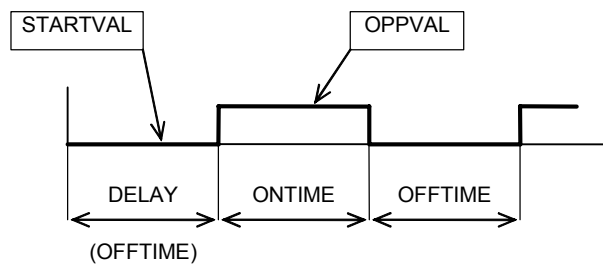 STARTVAL
OPPVAL
DELAY
ONTIME
OFFTIME
(OFFTIME)